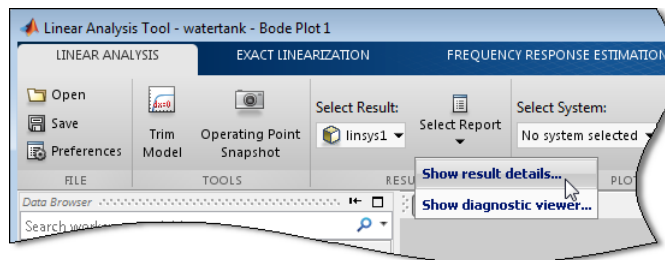 Linear Analysis Tool - watertank - Bode Plot 1
LINEAR ANALYSIS
EXACT LINEARIZATION
FREQUENCY RESPONSE ESTIMATION
Open
Save
Preferences
FILE
Trim
Model
Operating Point
Snapshot
TOOLS
Select Result:
linsys1
Select Report
Select System:
No system selected
Show result details...
Show diagnostic viewer...
Data Browser
Search